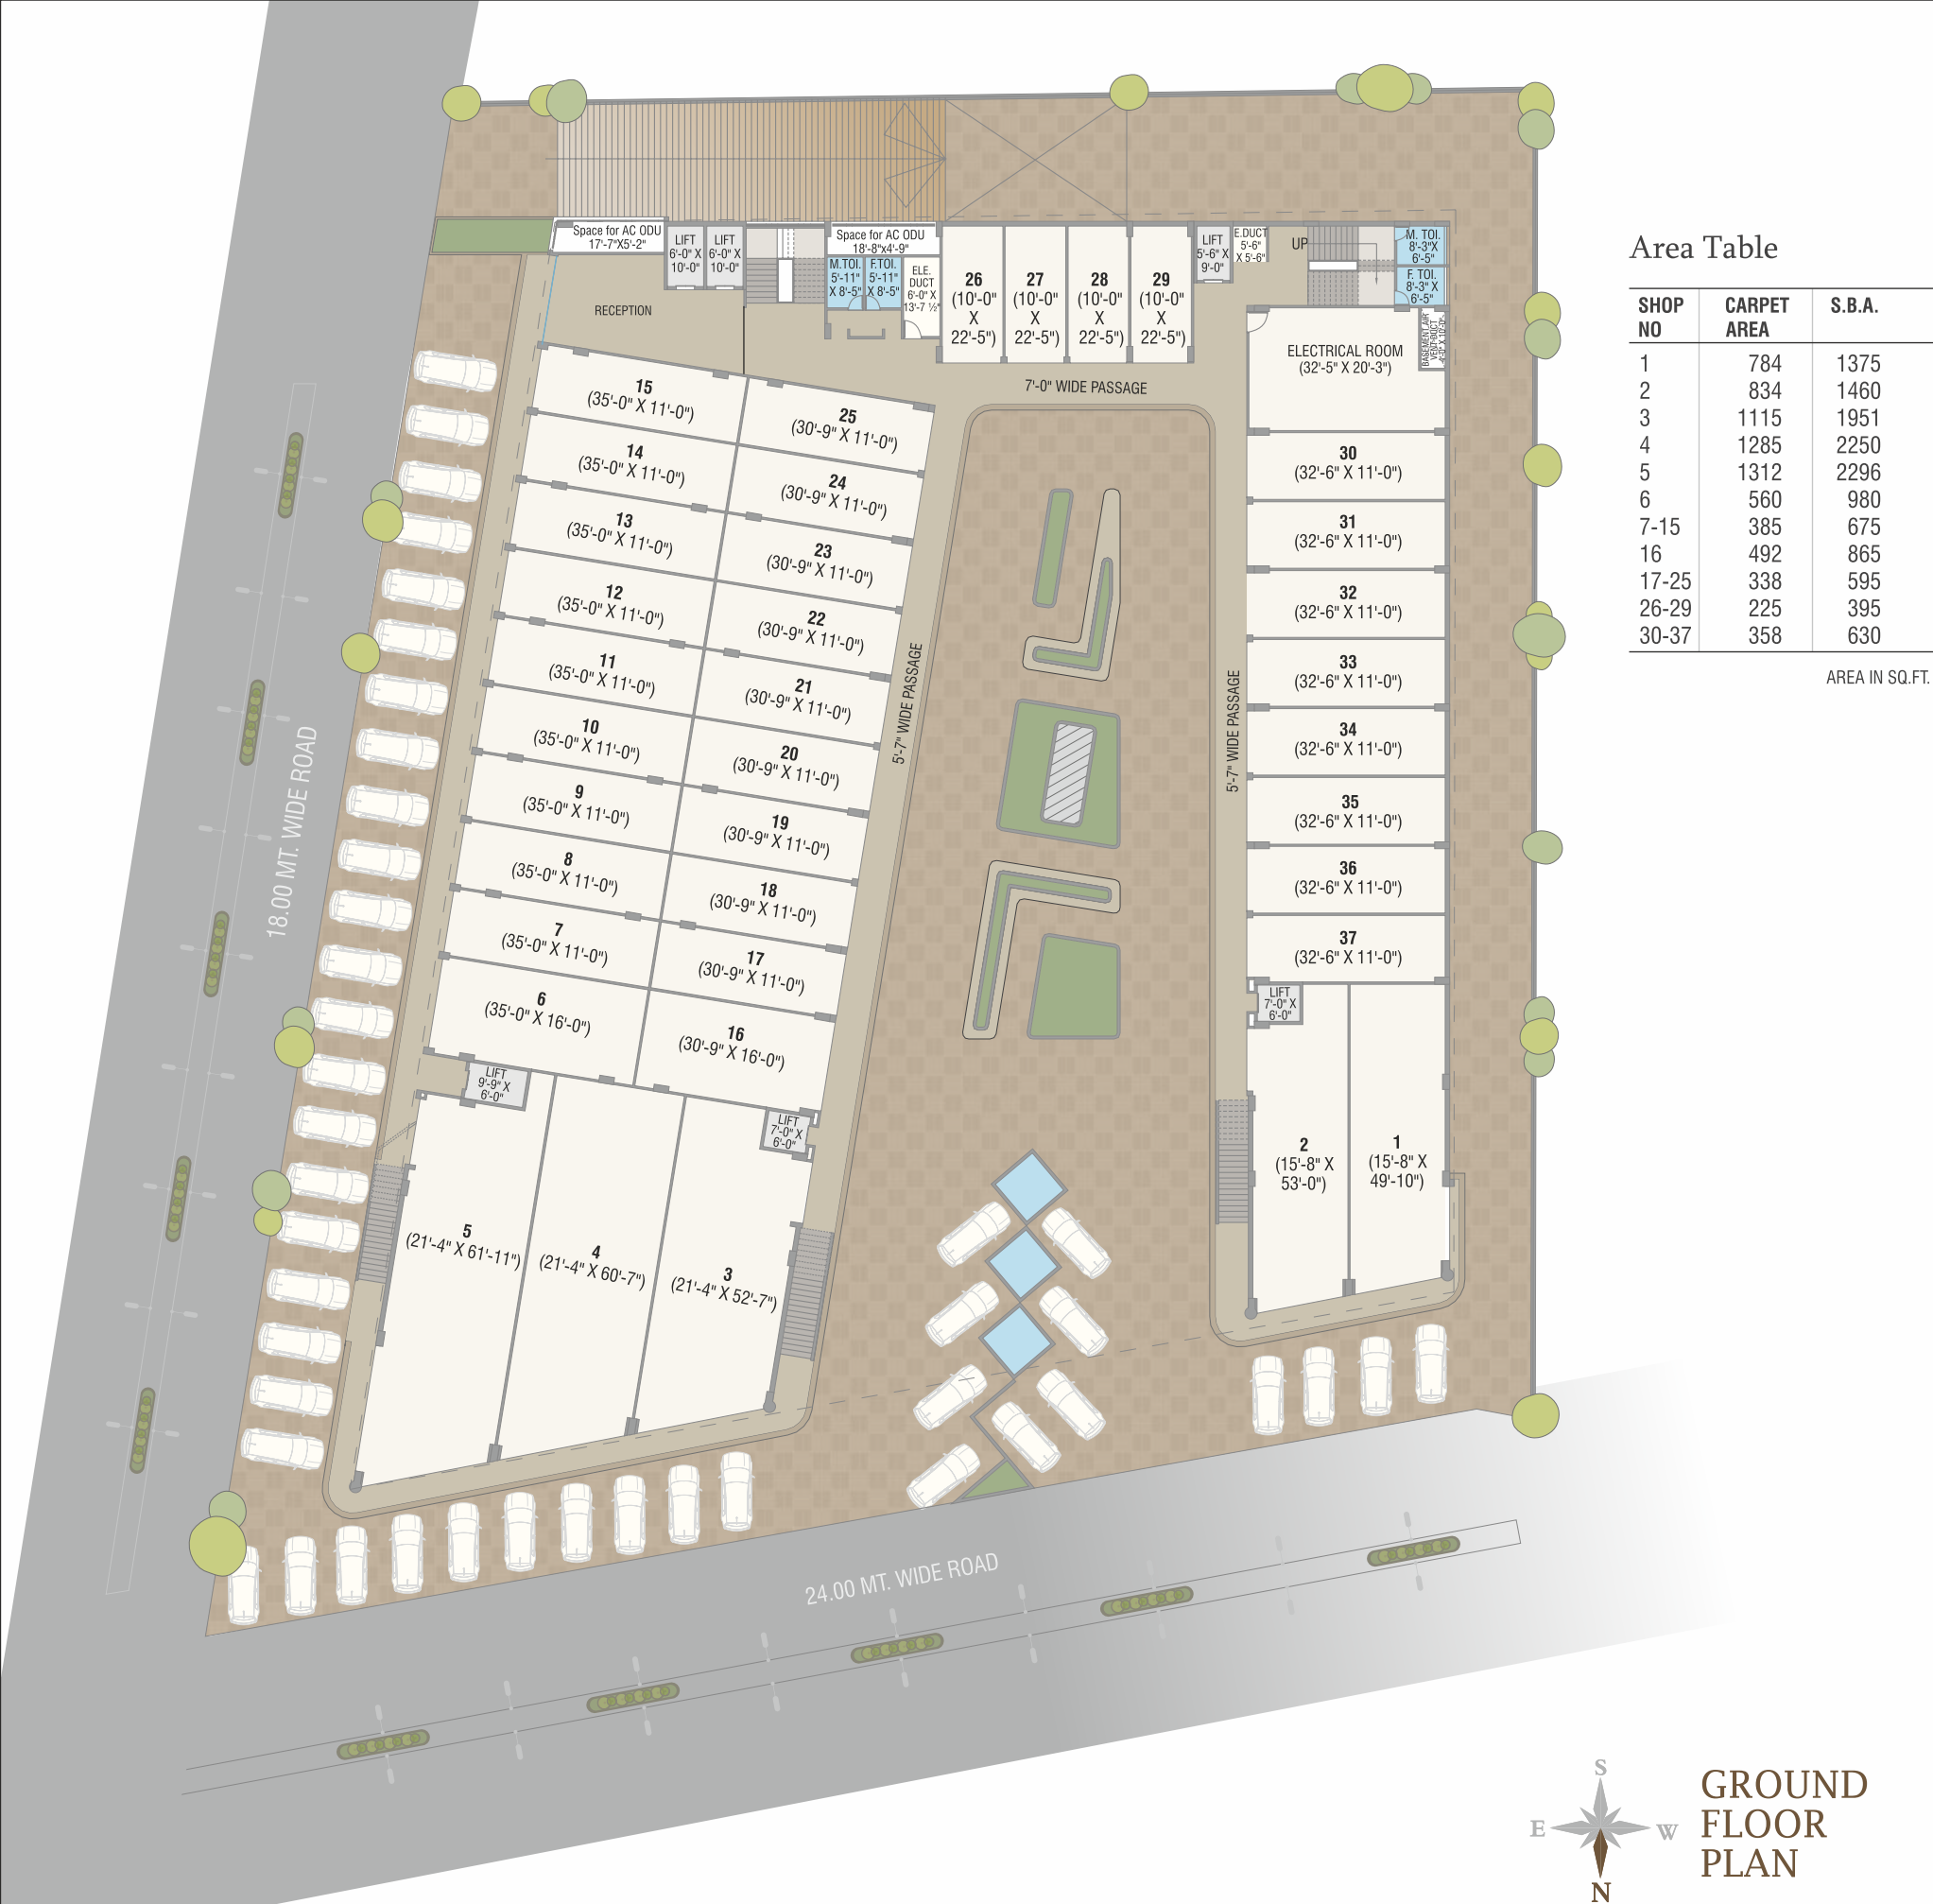 Space for AC ODU
17'-7"X5'-2"
LIFT
6'-0" X
10'-0"
LIFT
6'-0" X
10'-0"
Space for AC ODU
18'-8"x4'-9"
M.TOI.
5'-11"
X 8'-5"
F.TOI.
5'-11"
X 8'-5"
ELE.
DUCT
6'-0" X
13'-7 ½"
RECEPTION
26
(10'-0"
X
22'-5")
27
(10'-0"
X
22'-5")
28
(10'-0"
X
22'-5")
29
(10'-0"
X
22'-5")
LIFT
5'-6" X
9'-0"
E.DUCT
5'-6"
X 5'-6"
UP
M. TOI.
8'-3"X
6'-5"
F. TOI.
8'-3" X
6'-5"
ELECTRICAL ROOM
(32'-5" X 20'-3")
BASEMENT AIR
VENT DUCT
7'-0" WIDE PASSAGE
15
(35'-0" X 11'-0")
25
(30'-9" X 11'-0")
14
(35'-0" X 11'-0")
24
(30'-9" X 11'-0")
13
(35'-0" X 11'-0")
23
(30'-9" X 11'-0")
12
(35'-0" X 11'-0")
22
(30'-9" X 11'-0")
11
(35'-0" X 11'-0")
21
(30'-9" X 11'-0")
10
(35'-0" X 11'-0")
20
(30'-9" X 11'-0")
9
(35'-0" X 11'-0")
19
(30'-9" X 11'-0")
8
(35'-0" X 11'-0")
18
(30'-9" X 11'-0")
7
(35'-0" X 11'-0")
17
(30'-9" X 11'-0")
6
(35'-0" X 16'-0")
16
(30'-9" X 16'-0")
LIFT
9'-9" X
6'-0"
LIFT
7'-0" X
6'-0"
5
(21'-4" X 61'-11")
4
(21'-4" X 60'-7")
3
(21'-4" X 52'-7")
5'-7" WIDE PASSAGE
5'-7" WIDE PASSAGE
30
(32'-6" X 11'-0")
31
(32'-6" X 11'-0")
32
(32'-6" X 11'-0")
33
(32'-6" X 11'-0")
34
(32'-6" X 11'-0")
35
(32'-6" X 11'-0")
36
(32'-6" X 11'-0")
37
(32'-6" X 11'-0")
LIFT
7'-0" X
6'-0"
2
(15'-8" X
53'-0")
1
(15'-8" X
49'-10")
18.00 MT. WIDE ROAD
24.00 MT. WIDE ROAD
Area Table
SHOP NO CARPET AREA S.B.A.
1 784 1375
2 834 1460
3 1115 1951
4 1285 2250
5 1312 2296
6 560 980
7-15 385 675
16 492 865
17-25 338 595
26-29 225 395
30-37 358 630
AREA IN SQ.FT.
S
E
W
N
GROUND
FLOOR
PLAN